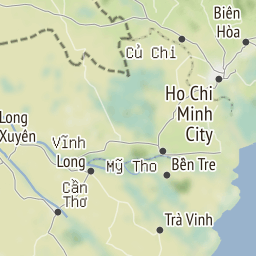 Biên
Hòa
Củ Chi
Ho Chi
Minh
City
Long
Xuyên
Vĩnh
Long
Mỹ Tho
Bến Tre
Cần
Thơ
Trà Vinh